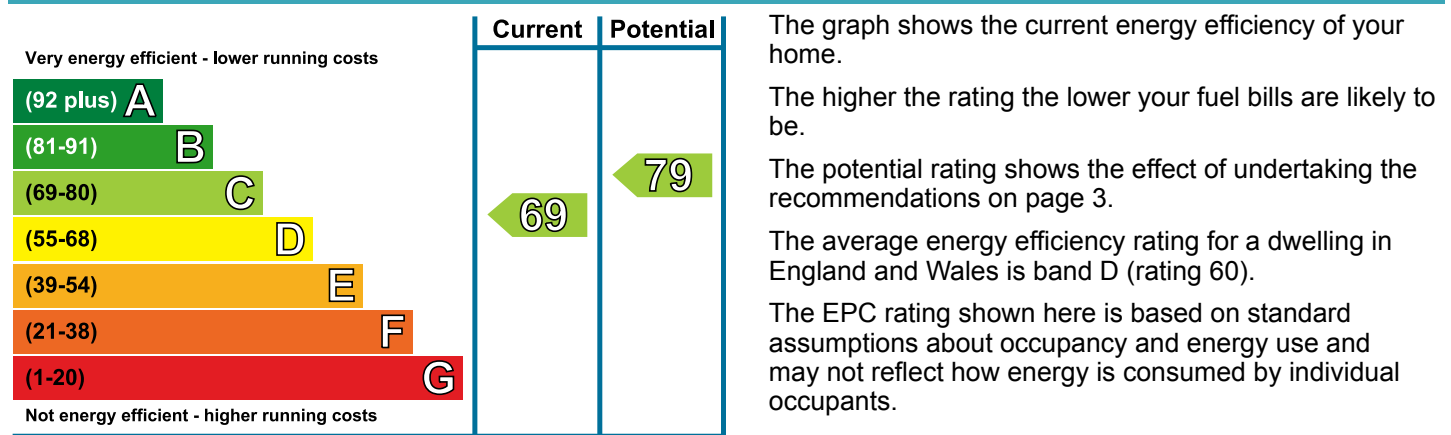 Current Potential
Very energy efficient - lower running costs
(92 plus) A
(81-91) B
(69-80) C
(55-68) D
(39-54) E
(21-38) F
(1-20) G
Not energy efficient - higher running costs
69
79
The graph shows the current energy efficiency of your
home.
The higher the rating the lower your fuel bills are likely to
be.
The potential rating shows the effect of undertaking the
recommendations on page 3.
The average energy efficiency rating for a dwelling in
England and Wales is band D (rating 60).
The EPC rating shown here is based on standard
assumptions about occupancy and energy use and
may not reflect how energy is consumed by individual
occupants.